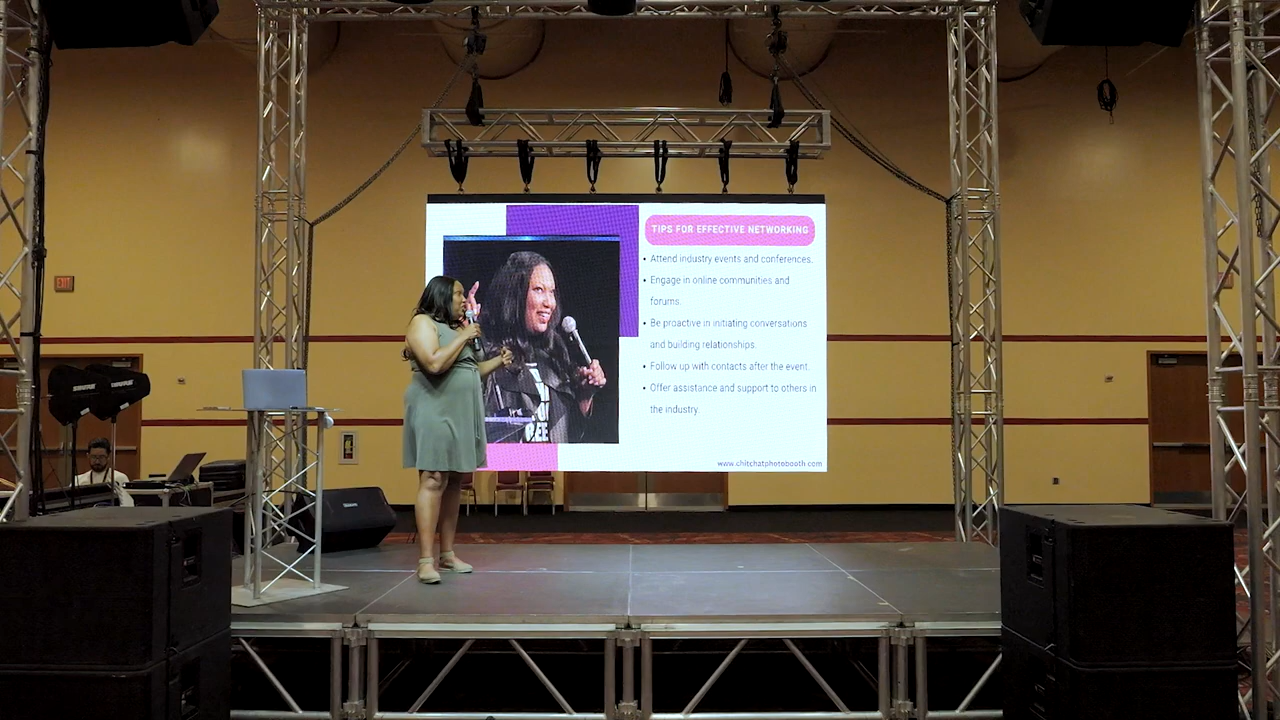 TIPS FOR EFFECTIVE NETWORKING
• Attend industry events and conferences.
• Engage in online communities and
forums.
• Be proactive in initiating conversations
and building relationships.
• Follow up with contacts after the event.
• Offer assistance and support to others in
the industry.
www.chitchatphotobooth.com
EXIT
SHURE
SHURE